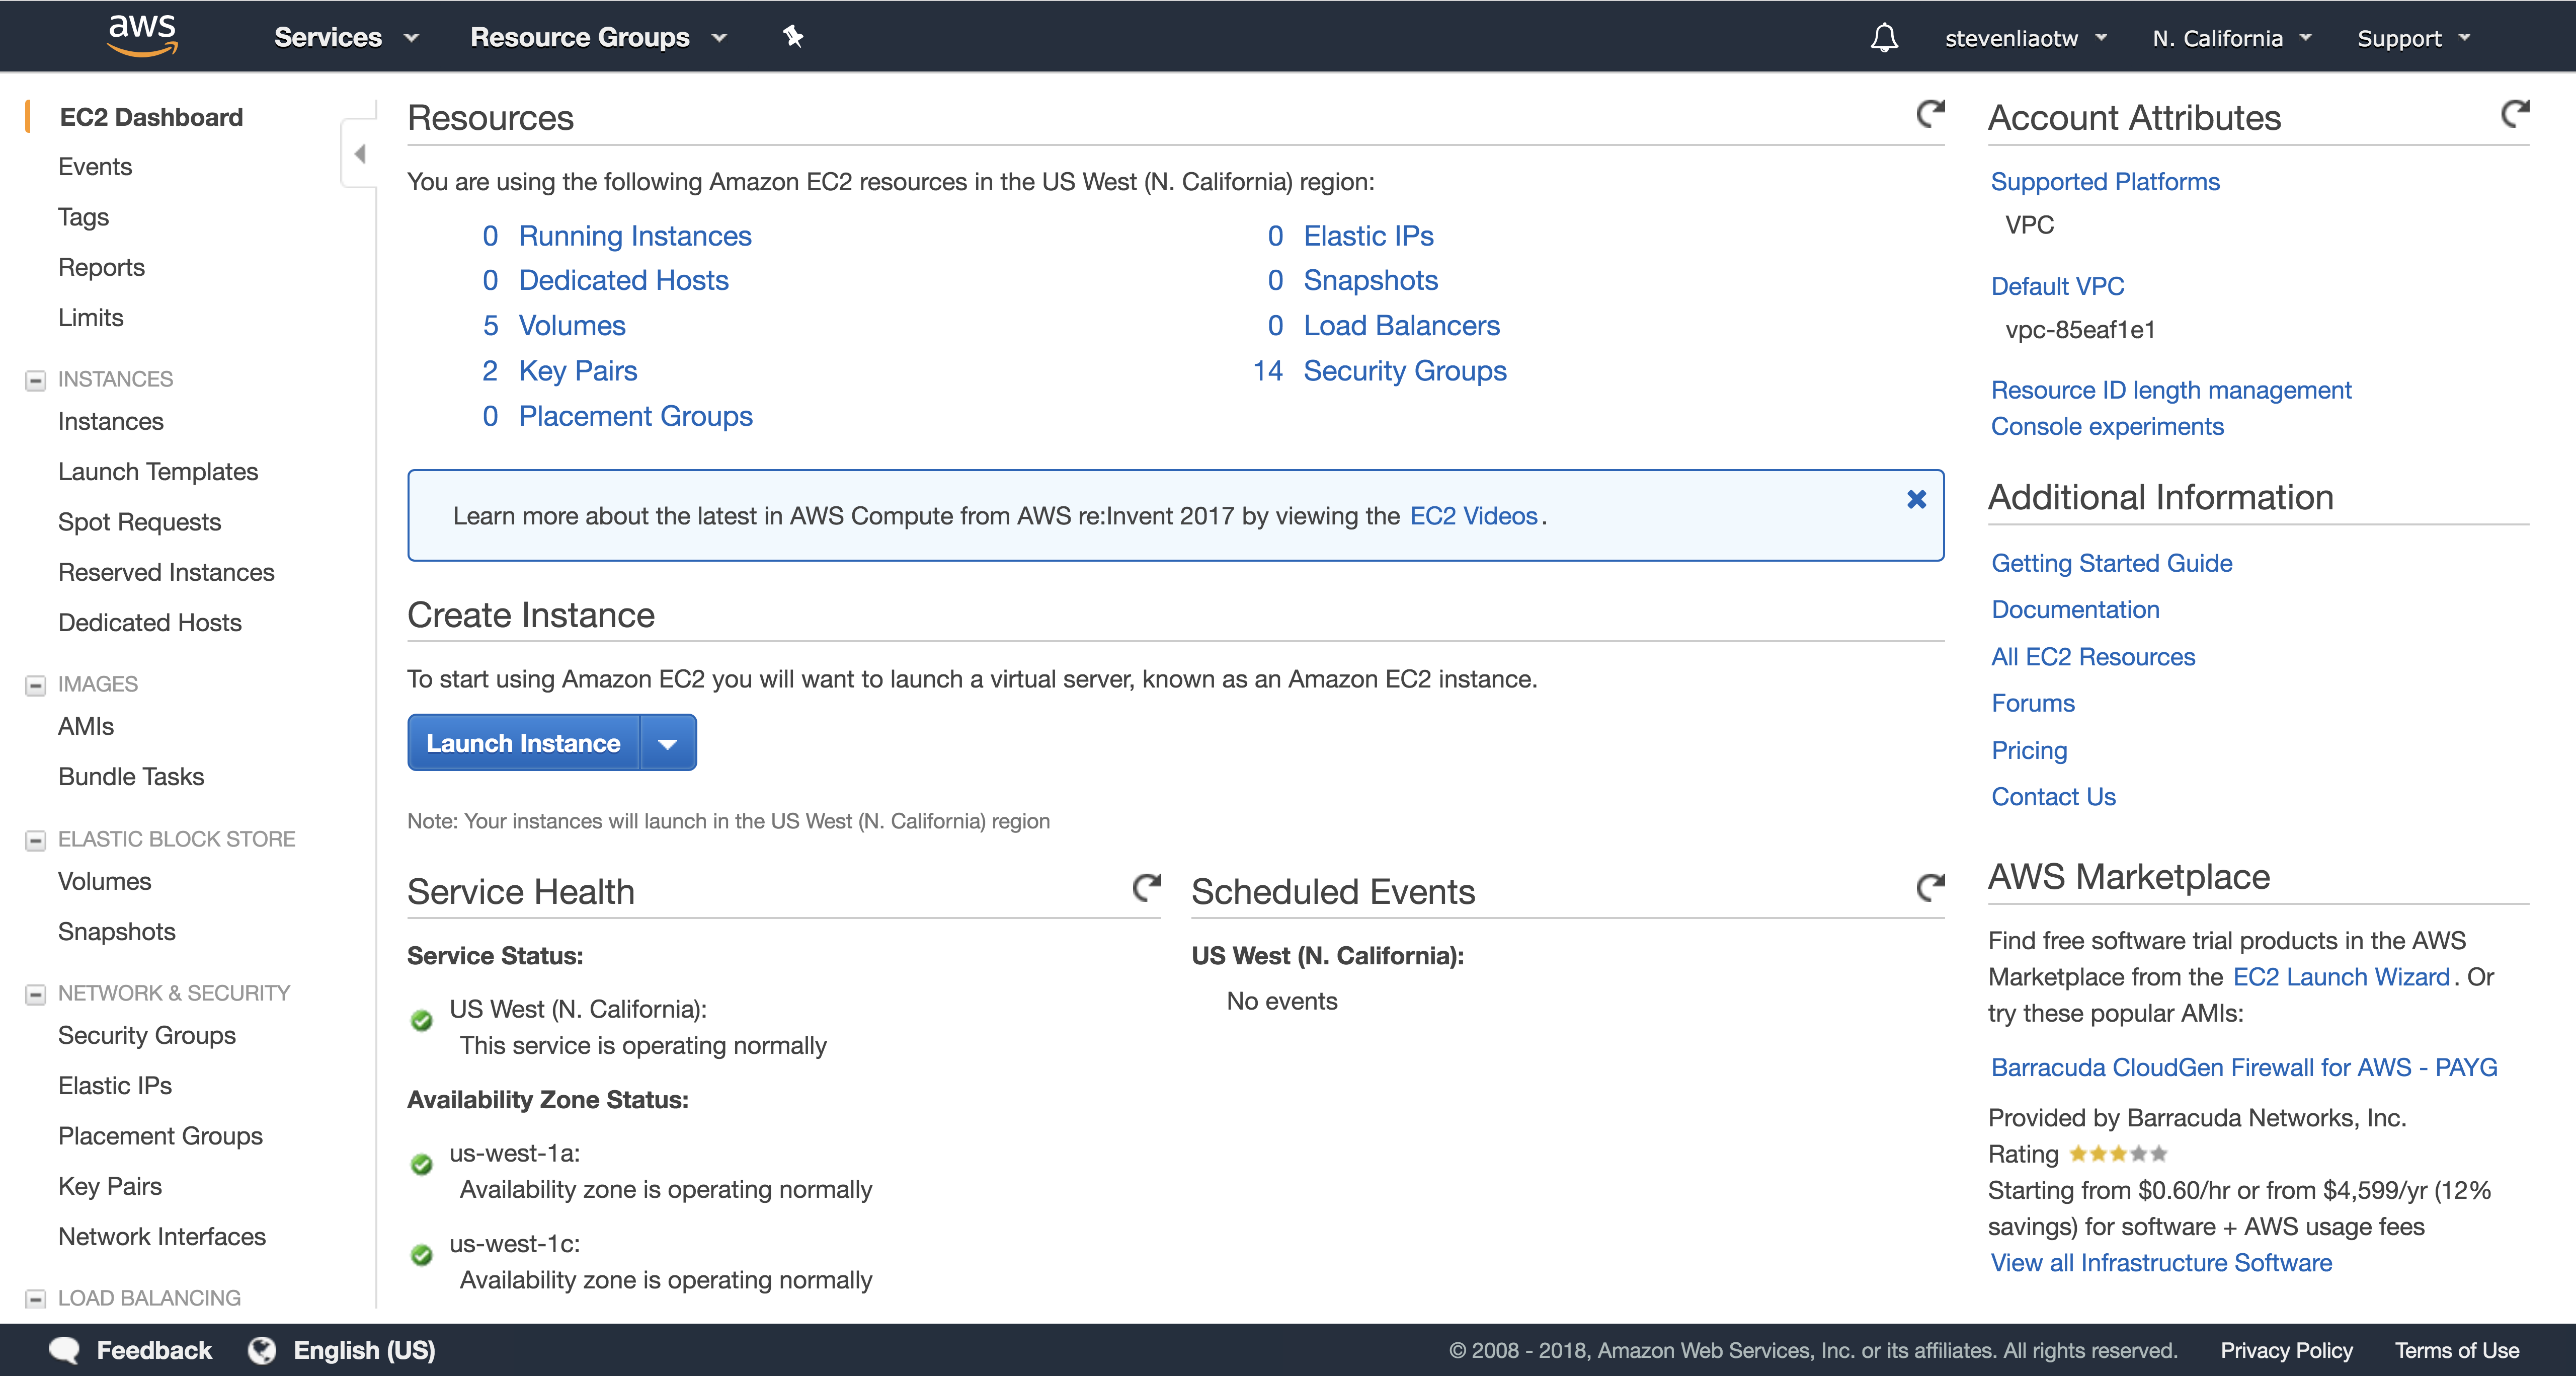 aws
Services
Resource Groups
stevenliaotw
N. California
Support
EC2 Dashboard
Events
Tags
Reports
Limits
INSTANCES
Instances
Launch Templates
Spot Requests
Reserved Instances
Dedicated Hosts
IMAGES
AMIs
Bundle Tasks
ELASTIC BLOCK STORE
Volumes
Snapshots
NETWORK & SECURITY
Security Groups
Elastic IPs
Placement Groups
Key Pairs
Network Interfaces
LOAD BALANCING
Resources
You are using the following Amazon EC2 resources in the US West (N. California) region:
0 Running Instances
0 Dedicated Hosts
5 Volumes
2 Key Pairs
0 Placement Groups
0 Elastic IPs
0 Snapshots
0 Load Balancers
14 Security Groups
Learn more about the latest in AWS Compute from AWS re:Invent 2017 by viewing the EC2 Videos.
Create Instance
To start using Amazon EC2 you will want to launch a virtual server, known as an Amazon EC2 instance.
Launch Instance
Note: Your instances will launch in the US West (N. California) region
Service Health
Service Status:
US West (N. California):
This service is operating normally
Availability Zone Status:
us-west-1a:
Availability zone is operating normally
us-west-1c:
Availability zone is operating normally
Scheduled Events
US West (N. California):
No events
Account Attributes
Supported Platforms
VPC
Default VPC
vpc-85eaf1e1
Resource ID length management
Console experiments
Additional Information
Getting Started Guide
Documentation
All EC2 Resources
Forums
Pricing
Contact Us
AWS Marketplace
Find free software trial products in the AWS
Marketplace from the EC2 Launch Wizard. Or
try these popular AMIs:
Barracuda CloudGen Firewall for AWS - PAYG
Provided by Barracuda Networks, Inc.
Rating
Starting from $0.60/hr or from $4,599/yr (12%
savings) for software + AWS usage fees
View all Infrastructure Software
Feedback
English (US)
© 2008 - 2018, Amazon Web Services, Inc. or its affiliates. All rights reserved.
Privacy Policy
Terms of Use